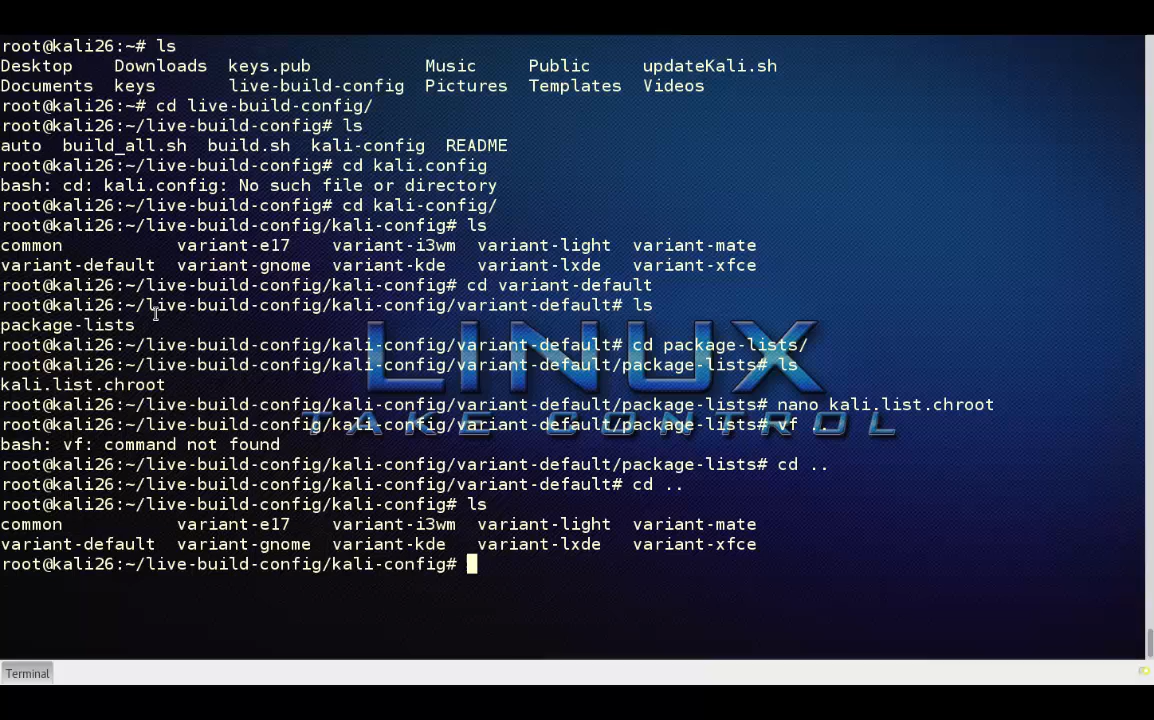 root@kali26:~# ls
Desktop Downloads keys.pub Music Public updateKali.sh
Documents keys live-build-config Pictures Templates Videos
root@kali26:~# cd live-build-config/
root@kali26:~/live-build-config# ls
auto build_all.sh build.sh kali-config README
root@kali26:~/live-build-config# cd kali.config
bash: cd: kali.config: No such file or directory
root@kali26:~/live-build-config# cd kali-config/
root@kali26:~/live-build-config/kali-config# ls
common variant-e17 variant-i3wm variant-light variant-mate
variant-default variant-gnome variant-kde variant-lxde variant-xfce
root@kali26:~/live-build-config/kali-config# cd variant-default
root@kali26:~/live-build-config/kali-config/variant-default# ls
package-lists
root@kali26:~/live-build-config/kali-config/variant-default# cd package-lists/
root@kali26:~/live-build-config/kali-config/variant-default/package-lists# ls
kali.list.chroot
root@kali26:~/live-build-config/kali-config/variant-default/package-lists# nano kali.list.chroot
root@kali26:~/live-build-config/kali-config/variant-default/package-lists# vf ..
bash: vf: command not found
root@kali26:~/live-build-config/kali-config/variant-default/package-lists# cd ..
root@kali26:~/live-build-config/kali-config/variant-default# cd ..
root@kali26:~/live-build-config/kali-config# ls
common variant-e17 variant-i3wm variant-light variant-mate
variant-default variant-gnome variant-kde variant-lxde variant-xfce
root@kali26:~/live-build-config/kali-config#
LINUX
TAKE CONTROL
Terminal